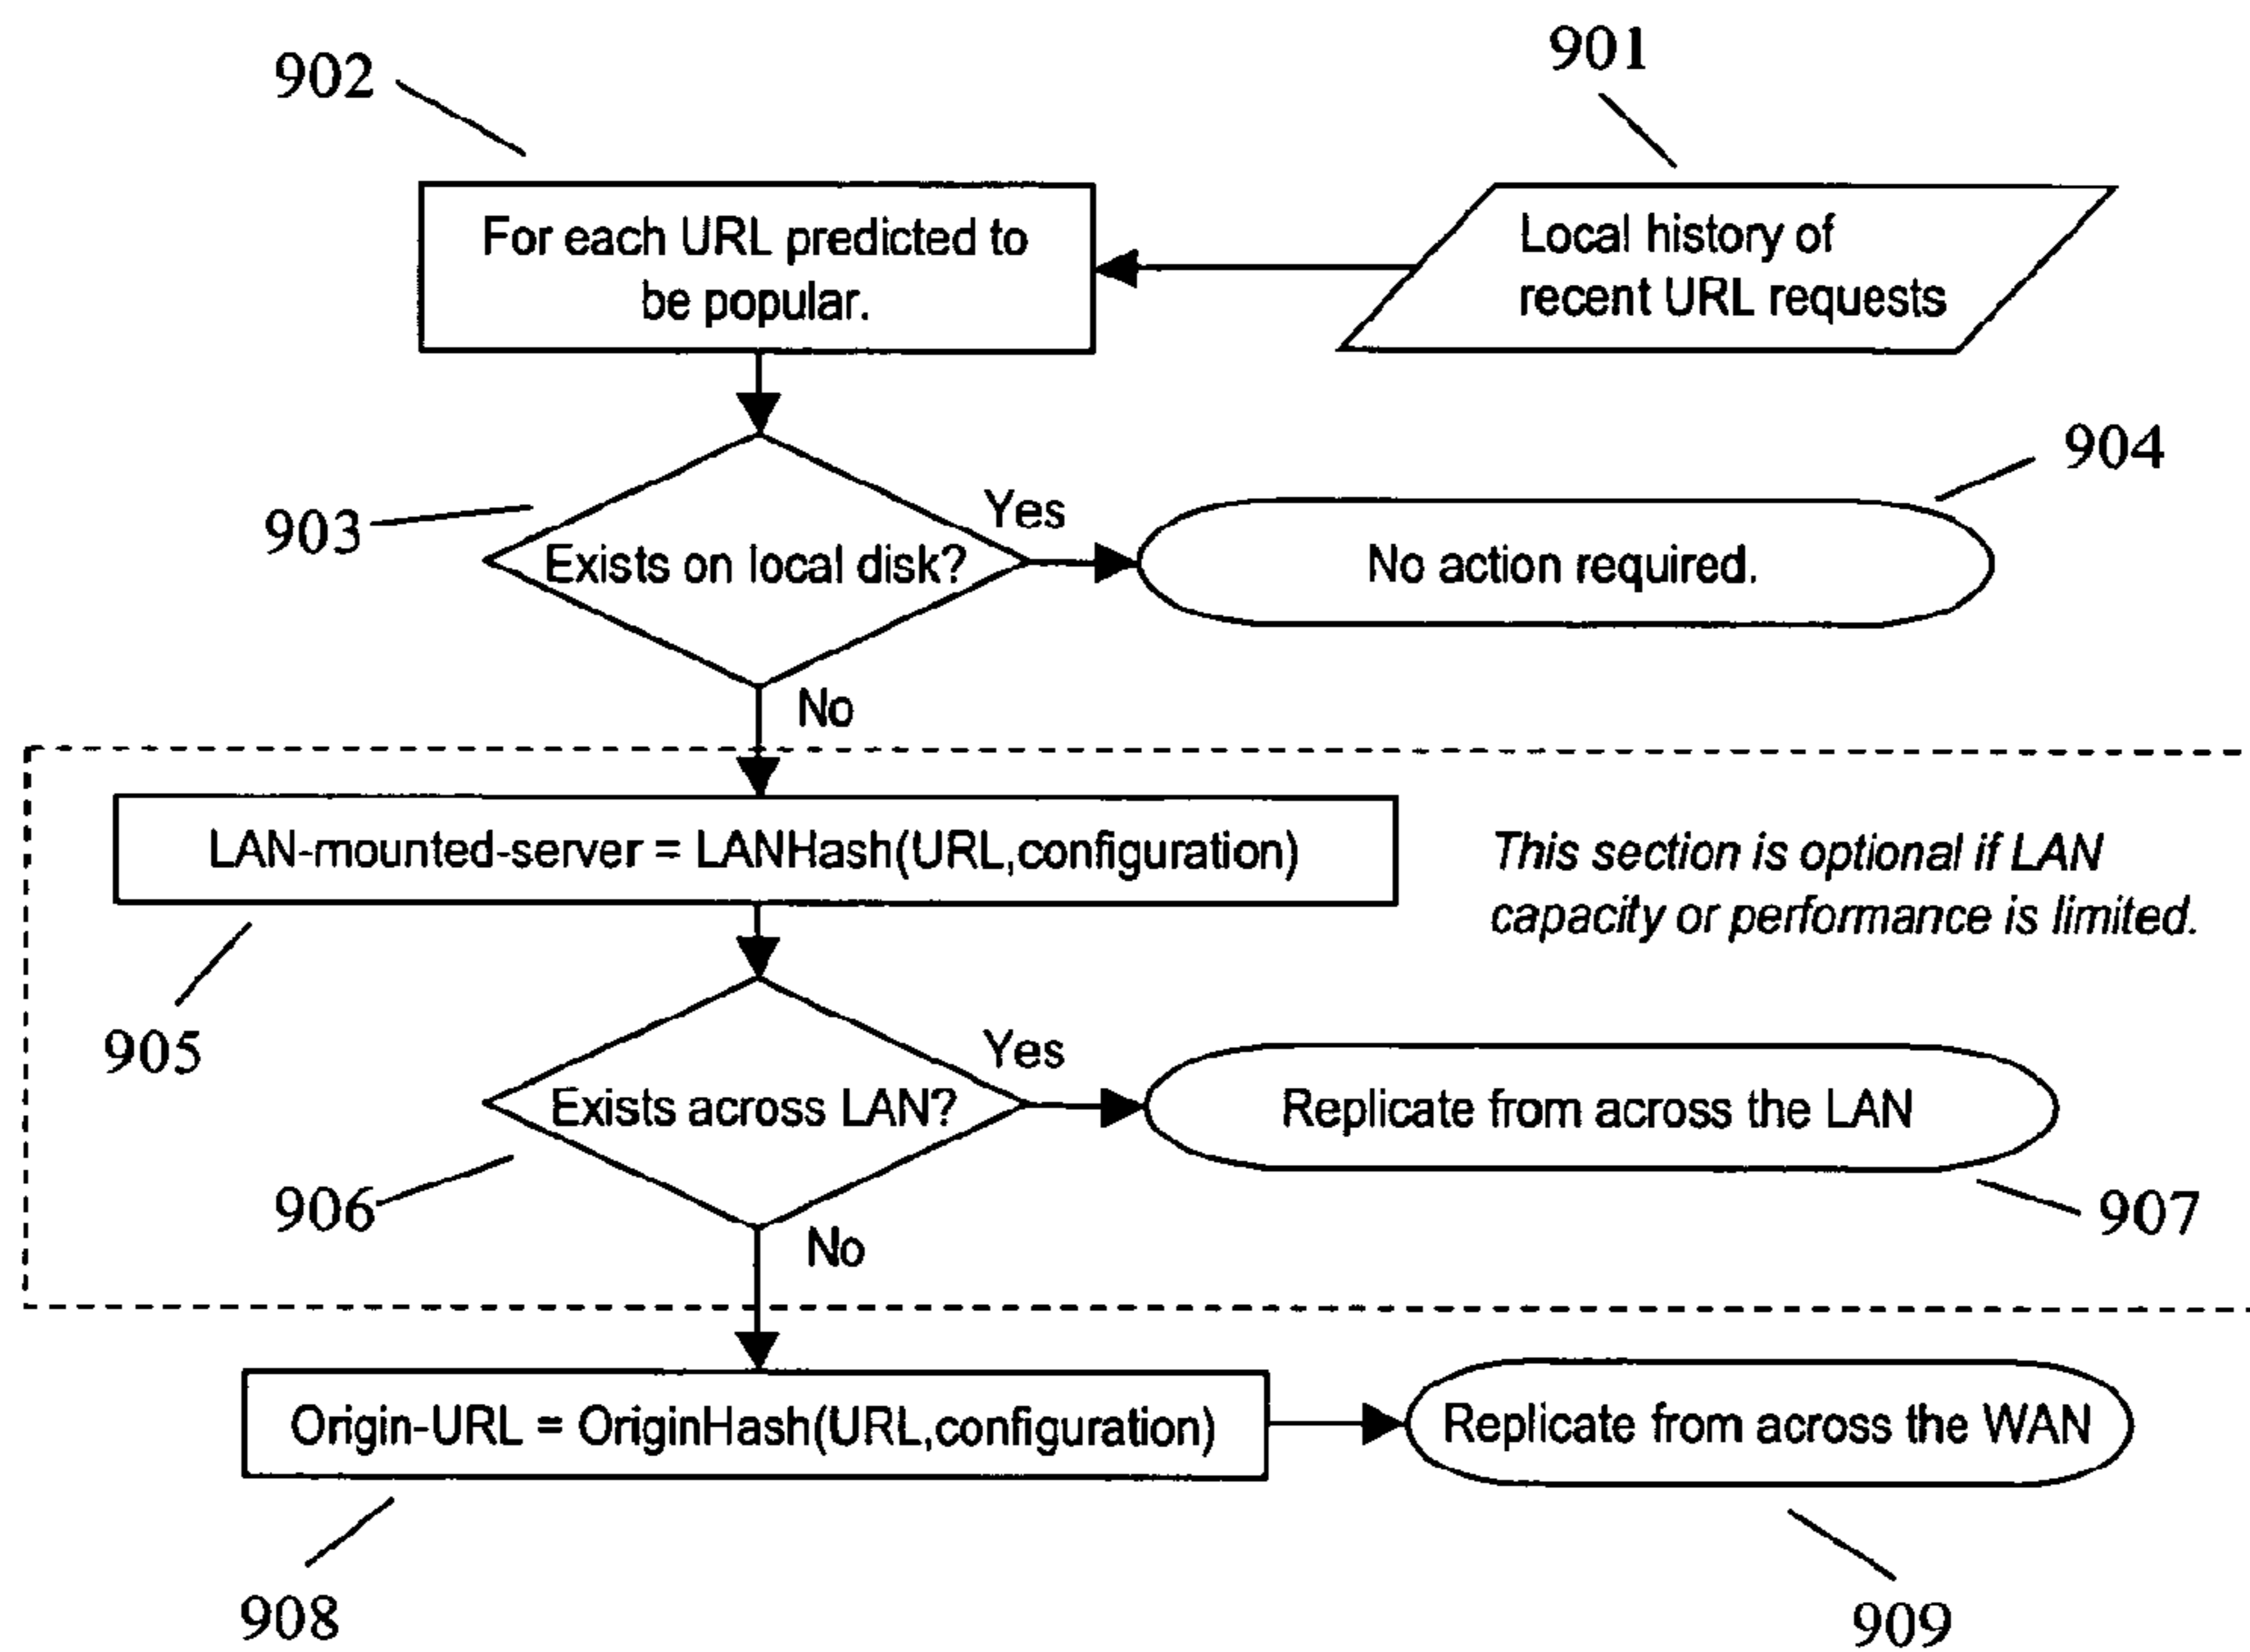 902
901
For each URL predicted to
be popular.
Local history of
recent URL requests
904
903
Yes
Exists on local disk?
No action required.
No
LAN-mounted-server = LANHash(URL,configuration)
This section is optional if LAN
capacity or performance is limited.
905
Yes
Exists across LAN?
Replicate from across the LAN
906
907
No
Origin-URL = OriginHash(URL,configuration)
Replicate from across the WAN
908
909